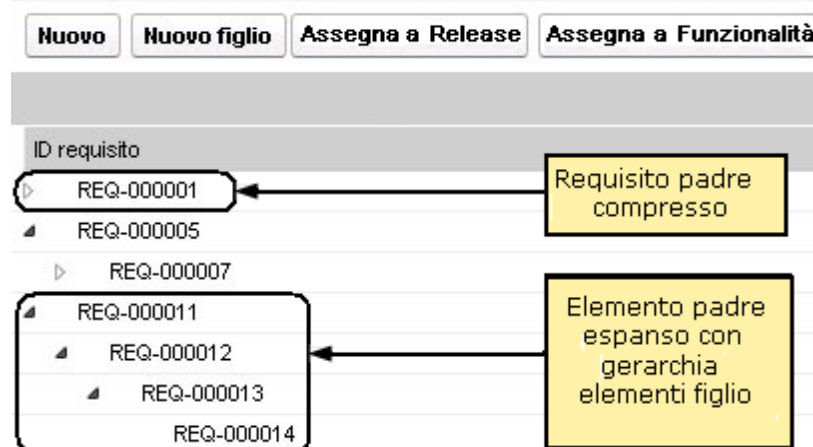 Nuovo Nuovo figlio Assegna a Release Assegna a Funzionalità
ID requisito
REQ-000001
Requisito padre
compresso
REQ-000005
REQ-000007
REQ-000011
REQ-000012
REQ-000013
REQ-000014
Elemento padre
espanso con
gerarchia
elementi figlio